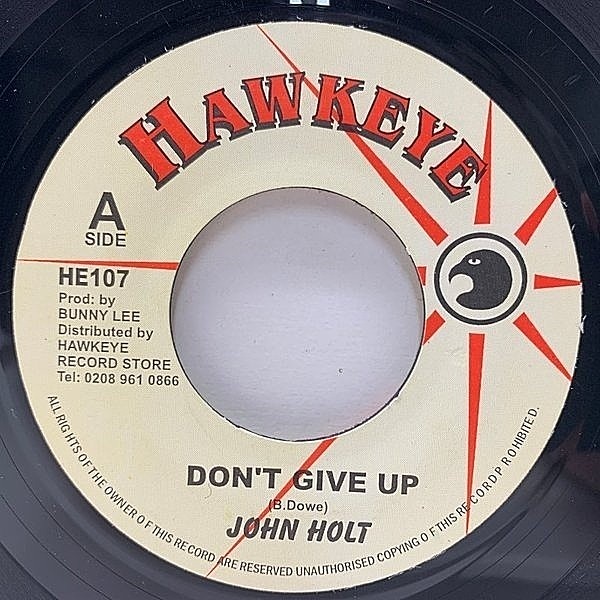 HAWKEYE
A
SIDE
HE107
Prod: by
BUNNY LEE
Distributed by
HAWKEYE
RECORD STORE
Tel: 0208 961 0866
DON'T GIVE UP
(B.Dowe)
JOHN HOLT
ALL RIGHTS OF THE OWNER OF THIS RECORD ARE RESERVED UNAUTHORISED COPYING OF THIS RECORD PROHIBITED.